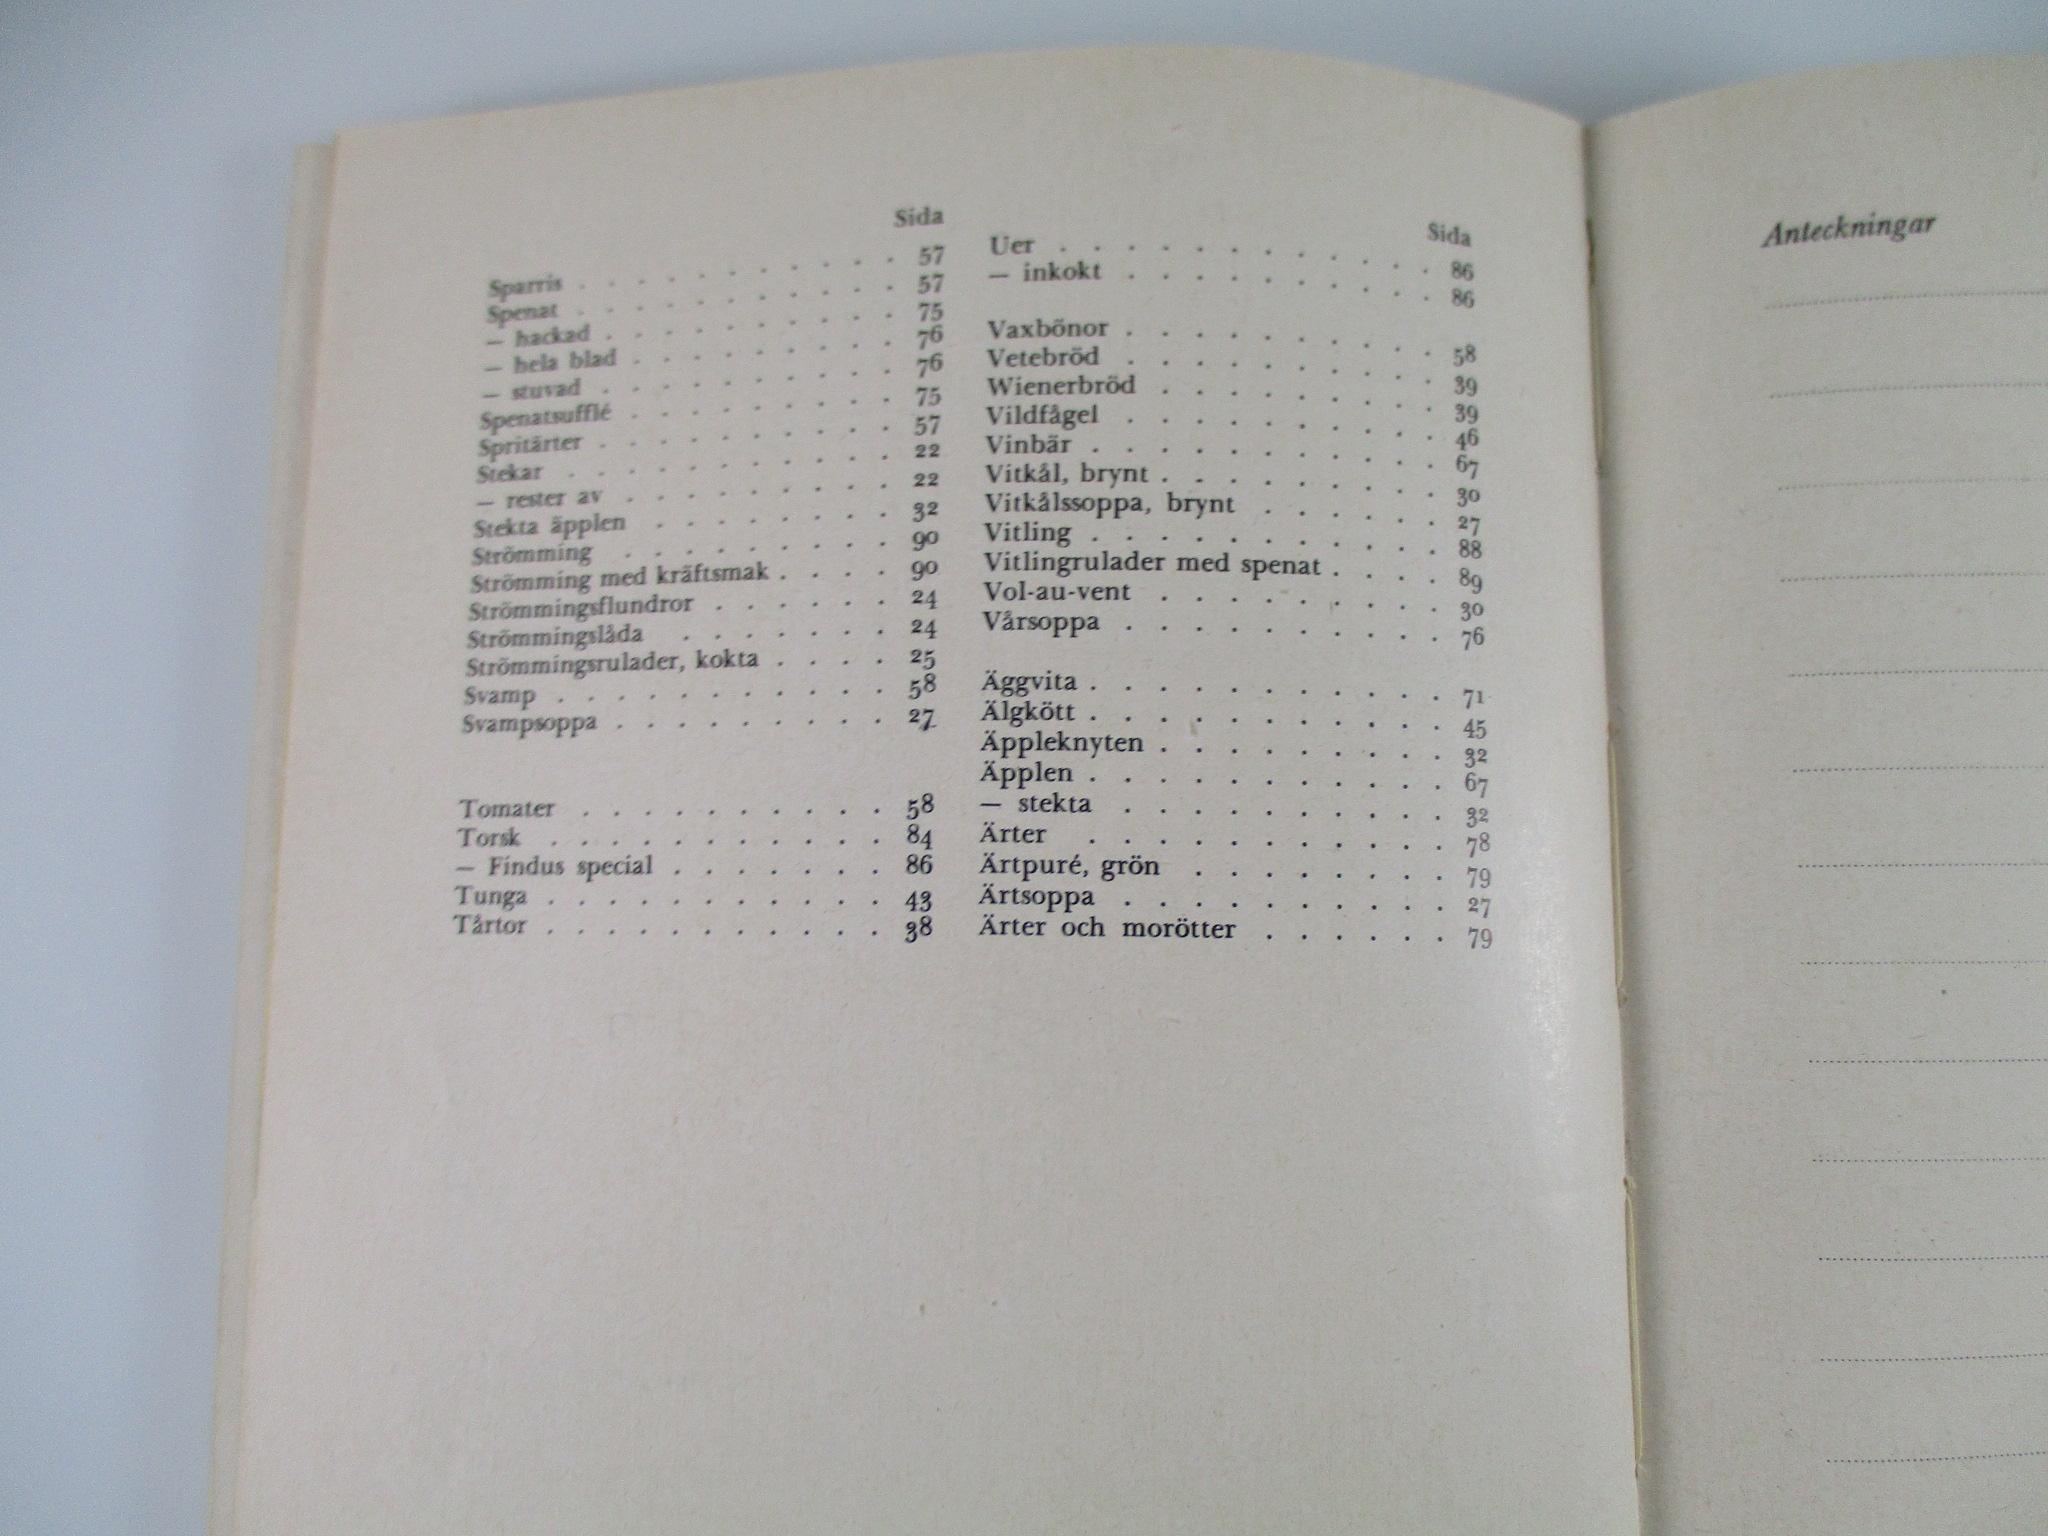 Sida
Sparris . . . . . . . . . . 57
Spenat . . . . . . . . . . 57
— hackad . . . . . . . . . 75
— hela blad . . . . . . . . 76
— stuvad . . . . . . . . . 76
Spenatsufflé . . . . . . . . 75
Spritärter . . . . . . . . . 57
Stekar . . . . . . . . . . 22
— rester av . . . . . . . . 22
Stekta äpplen . . . . . . . 32
Strömming . . . . . . . . 90
Strömming med kräftsmak . . . . 90
Strömmingsflundror . . . . . . 24
Strömmingslåda . . . . . . . 24
Strömmingsrulader, kokta . . . . 25
Svamp . . . . . . . . . . 58
Svampsoppa . . . . . . . . 27
Tomater . . . . . . . . . 58
Torsk . . . . . . . . . . 84
— Findus special . . . . . . . 86
Tunga . . . . . . . . . . 43
Tårtor . . . . . . . . . . 38
Sida
Uer . . . . . . . . . . . 86
— inkokt . . . . . . . . . 86
Vaxbönor . . . . . . . . . 58
Vetebröd . . . . . . . . . 39
Wienerbröd . . . . . . . . 39
Vildfågel . . . . . . . . . 46
Vinbär . . . . . . . . . . 67
Vitkål, brynt . . . . . . . . 30
Vitkålssoppa, brynt . . . . . . 27
Vitling . . . . . . . . . . 88
Vitlingrulader med spenat . . . . 89
Vol-au-vent . . . . . . . . 30
Vårsoppa . . . . . . . . . 76
Äggvita . . . . . . . . . . 71
Älgkött . . . . . . . . . . 45
Äppleknyten . . . . . . . . 32
Äpplen . . . . . . . . . . 67
— stekta . . . . . . . . . 32
Ärter . . . . . . . . . . 78
Ärtpuré, grön . . . . . . . . 79
Ärtsoppa . . . . . . . . . 27
Ärter och morötter . . . . . . 79
Anteckningar